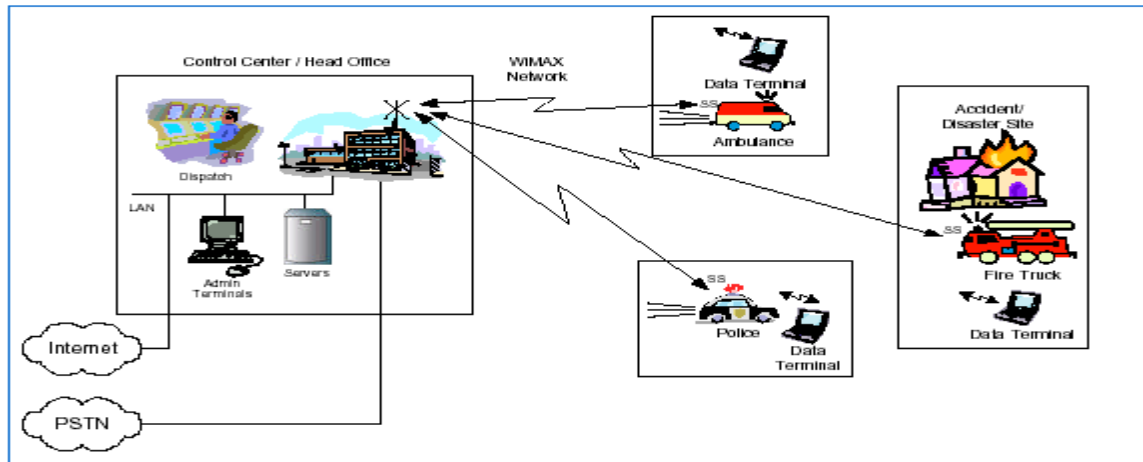 Control Center / Head Office
Dispatch
LAN
Admin
Terminals
Servers
Internet
PSTN
WIMAX
Network
Data Terminal
SS
Ambulance
SS
Police
Data
Terminal
Accident/
Disaster Site
SS
Fire Truck
Data Terminal